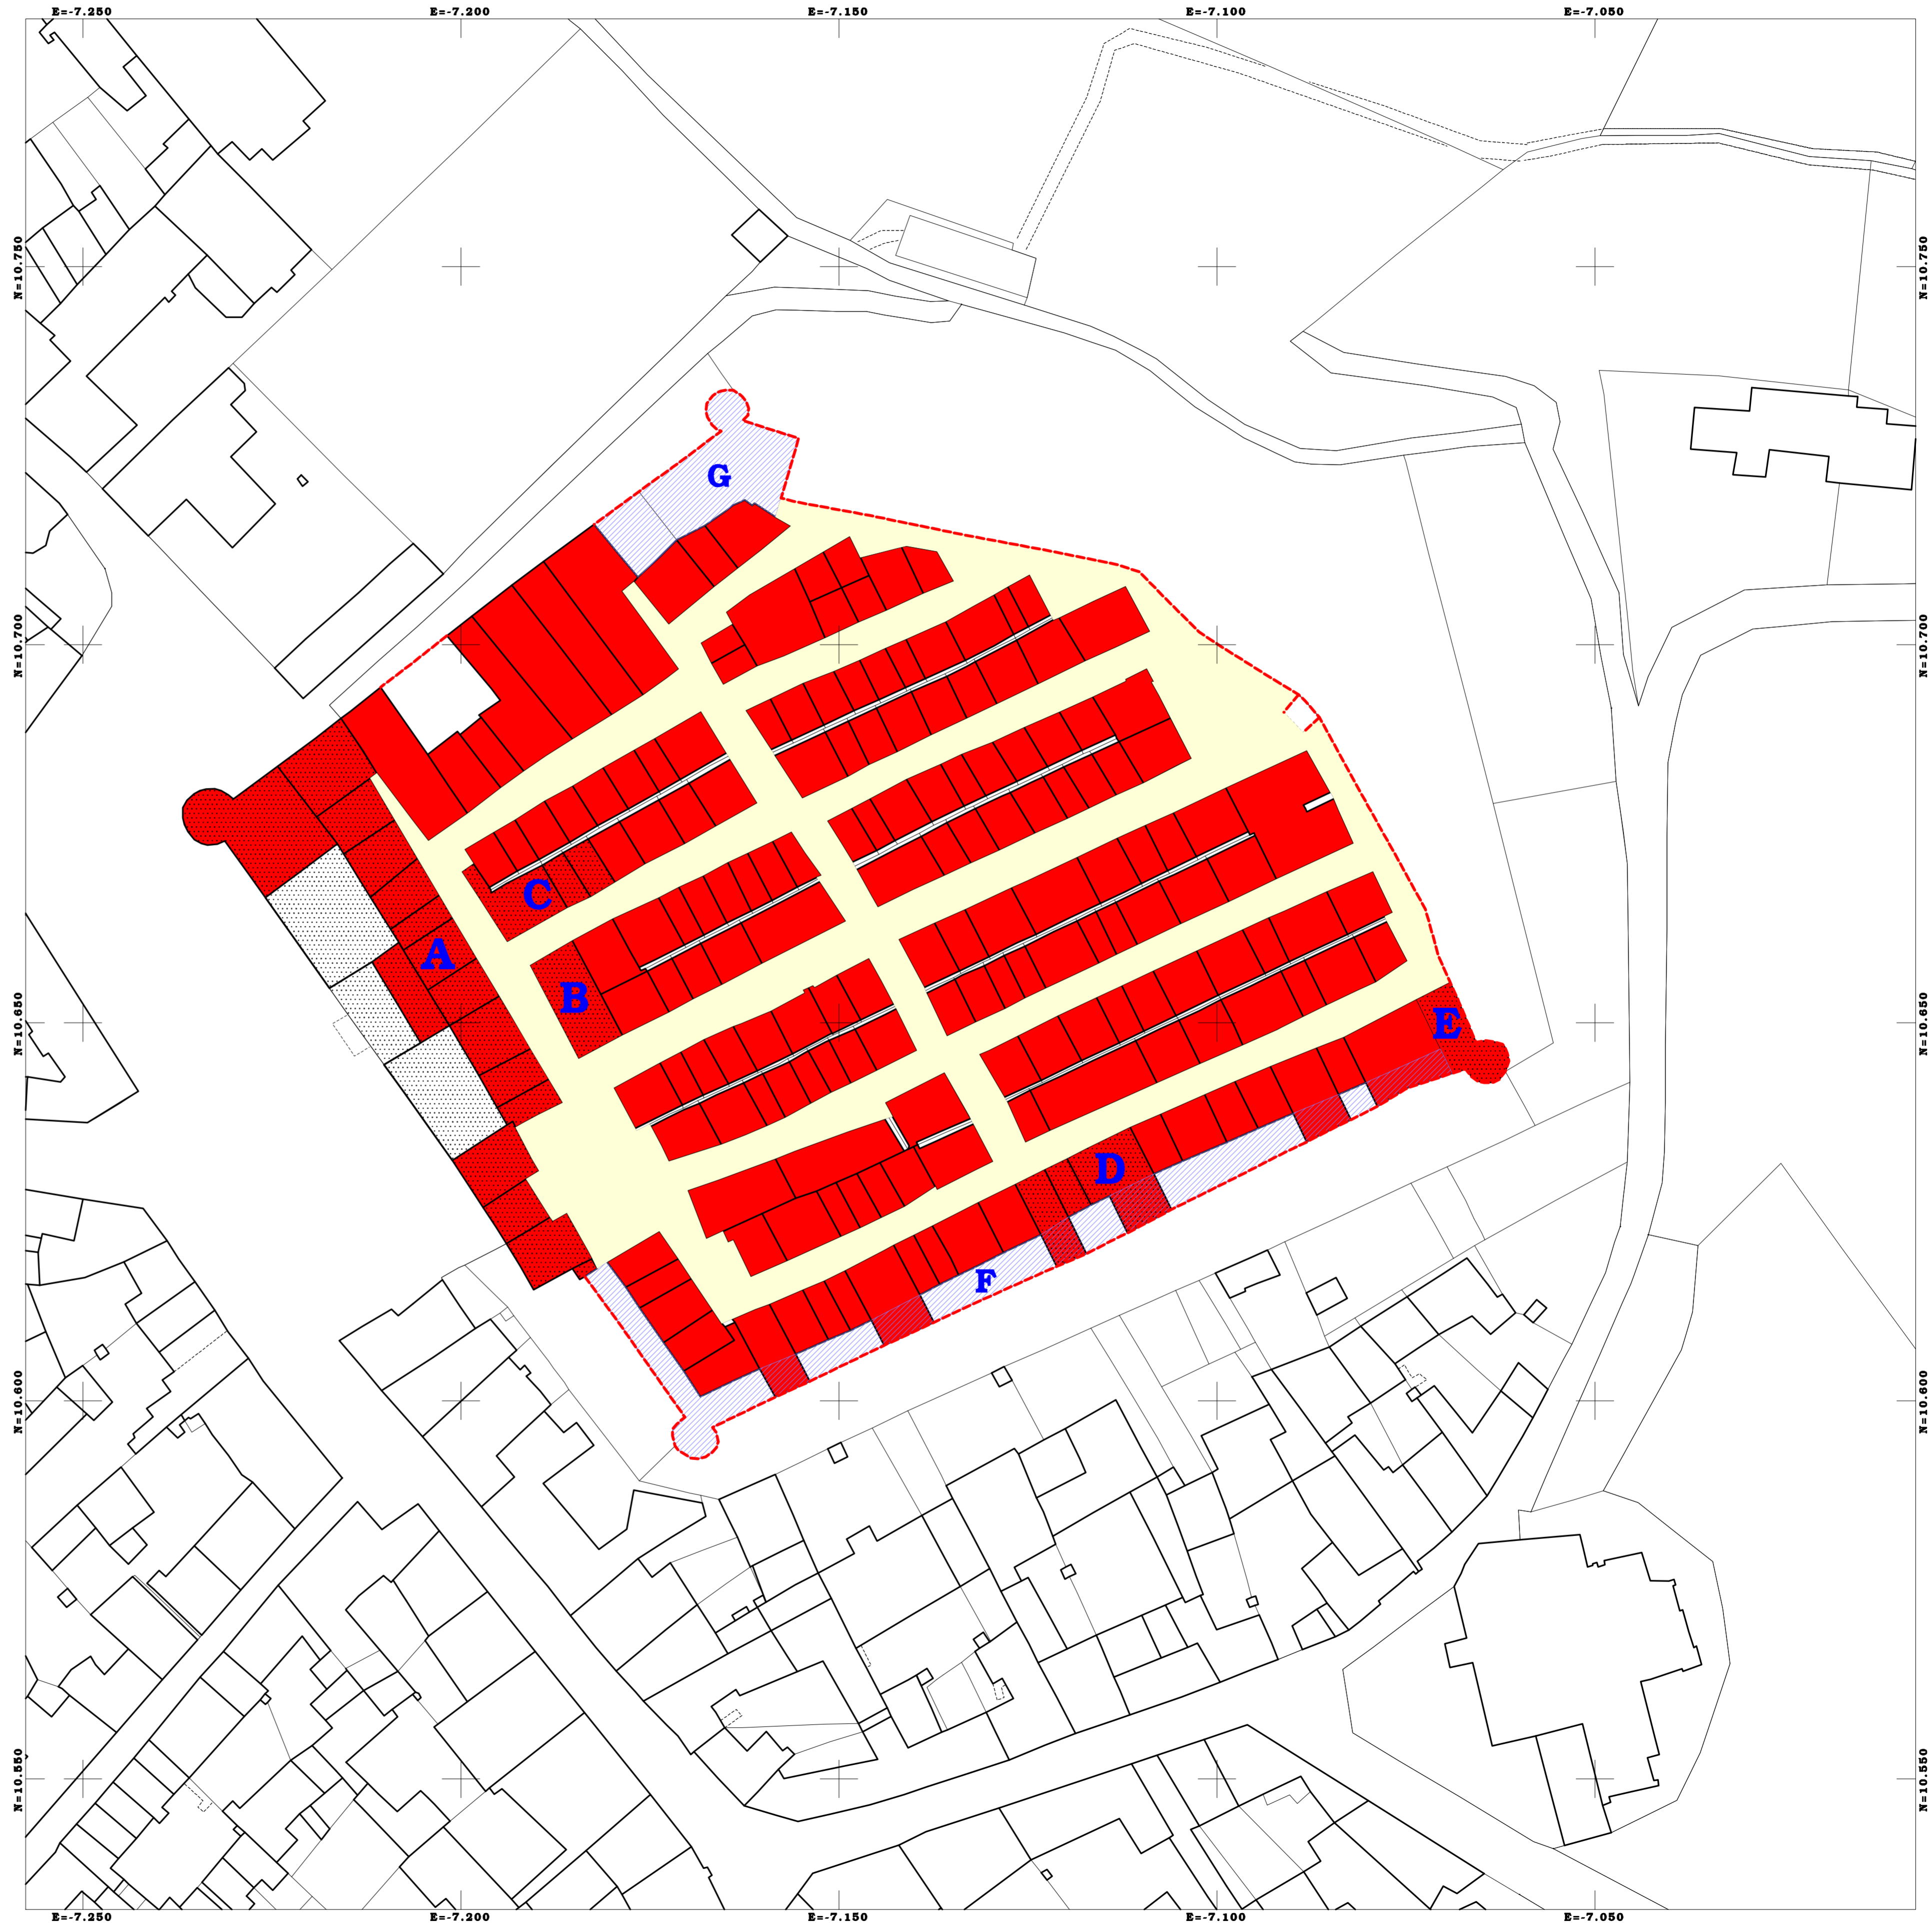 E=-7.250 E=-7.200 E=-7.150 E=-7.100 E=-7.050
N=10.750 N=10.750
G
N=10.700 N=10.700
C
A
B
E
N=10.650 N=10.650
D
F
N=10.600 N=10.600
N=10.550 N=10.550
E=-7.250 E=-7.200 E=-7.150 E=-7.100 E=-7.050